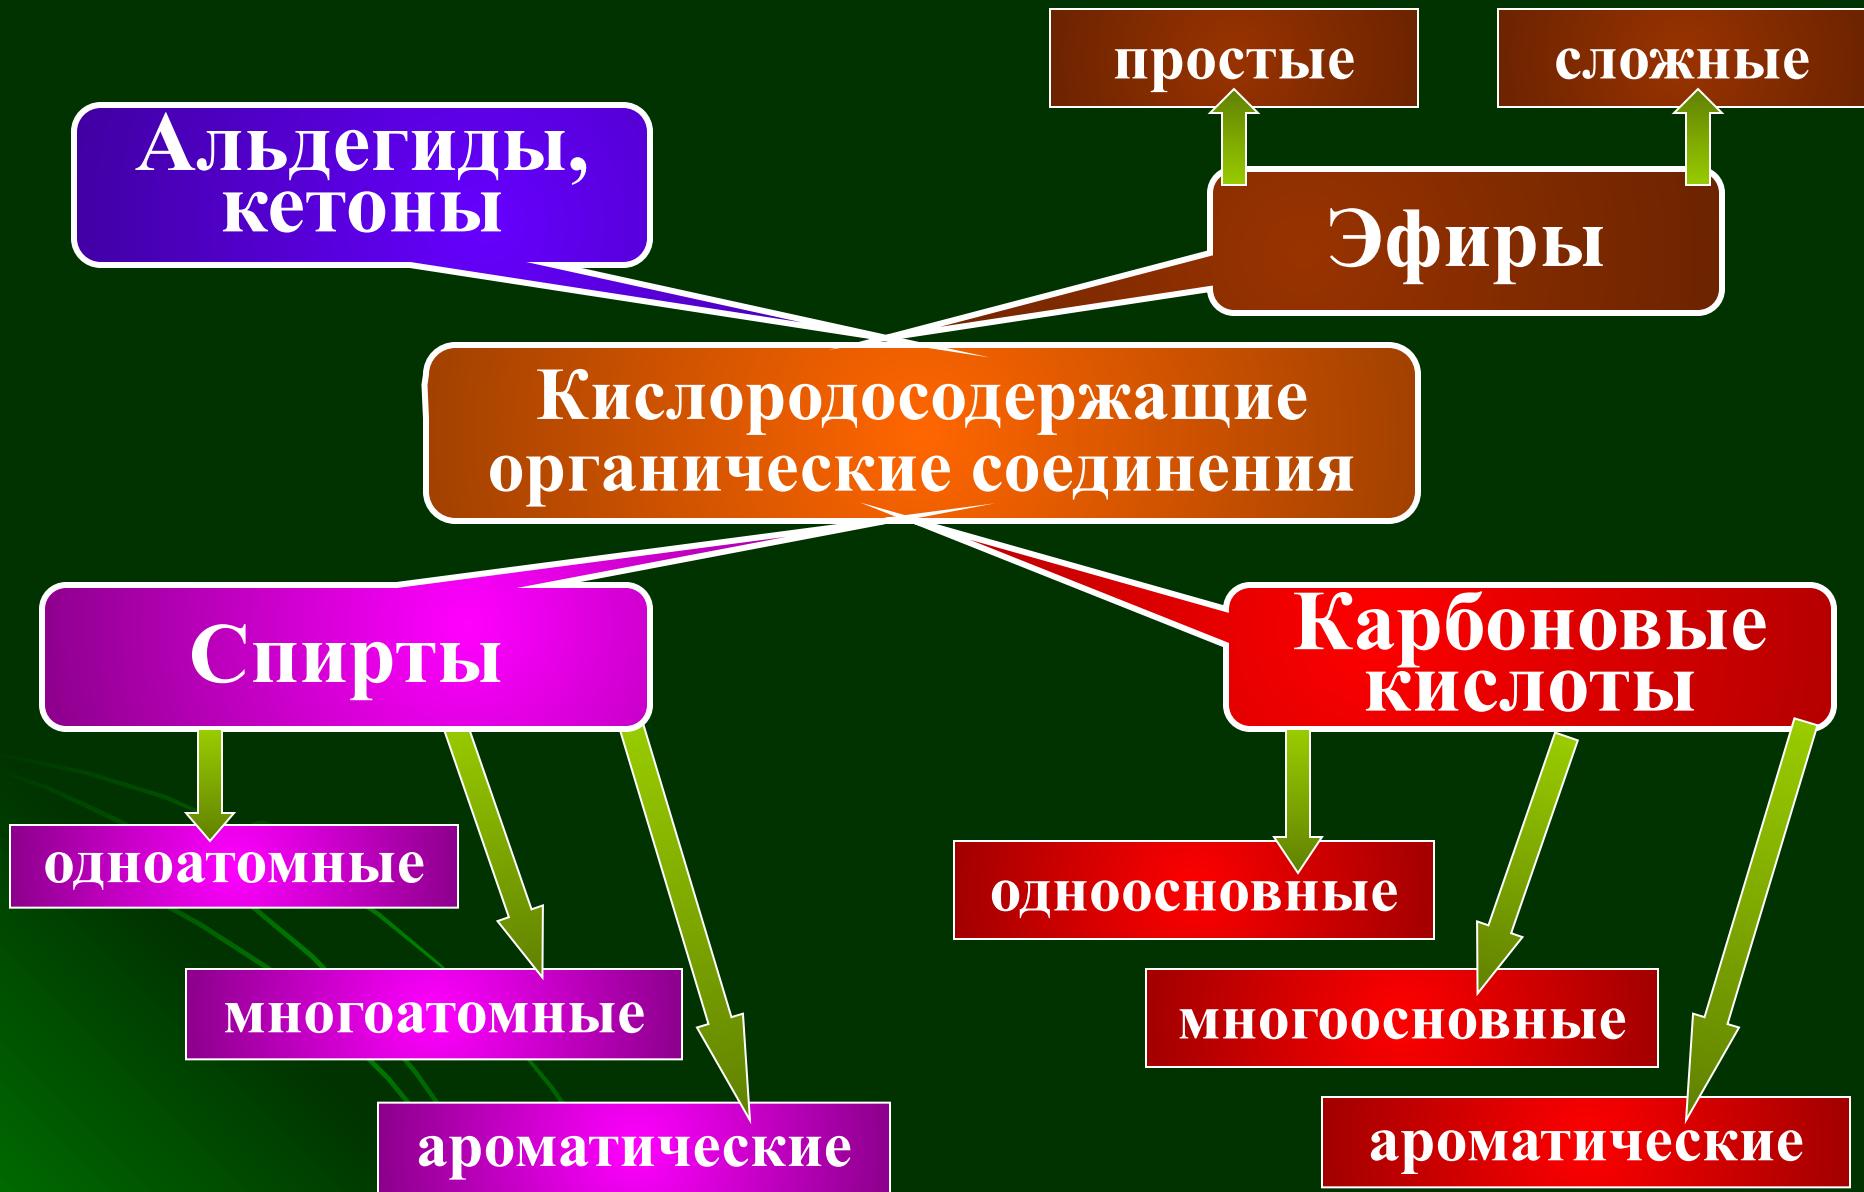 простые
сложные
Альдегиды,
кетоны
Эфиры
Кислородосодержащие
органические соединения
Спирты
Карбоновые
кислоты
одноатомные
одноосновные
многоатомные
многоосновные
ароматические
ароматические